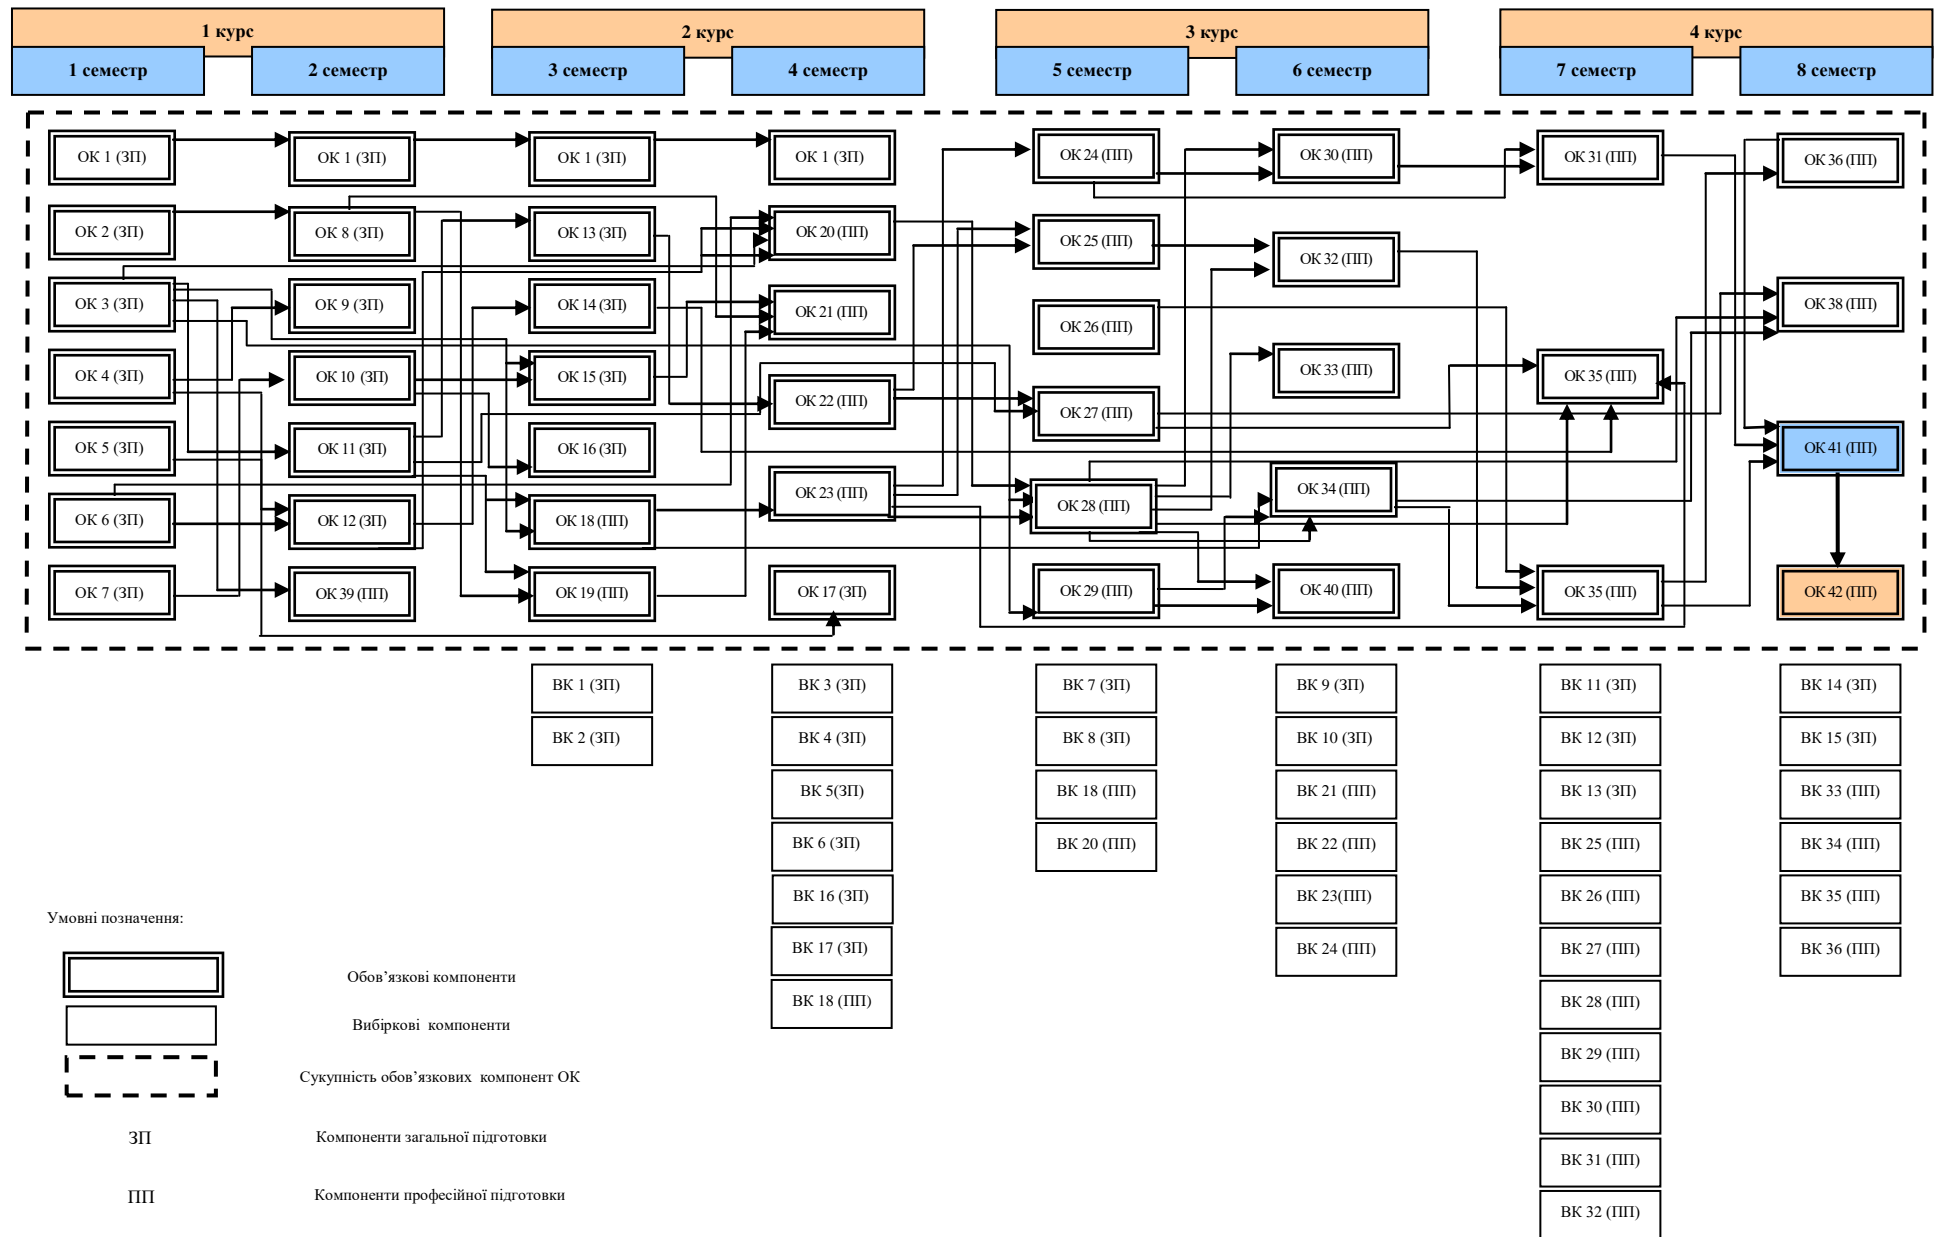 1 курс
2 курс
3 курс
4 курс
1 семестр
2 семестр
3 семестр
4 семестр
5 семестр
6 семестр
7 семестр
8 семестр
ОК 1 (ЗП)
ОК 2 (ЗП)
ОК 3 (ЗП)
ОК 4 (ЗП)
ОК 5 (ЗП)
ОК 6 (ЗП)
ОК 7 (ЗП)
ОК 1 (ЗП)
ОК 8 (ЗП)
ОК 9 (ЗП)
ОК 10 (ЗП)
ОК 11 (ЗП)
ОК 12 (ЗП)
ОК 39 (ПП)
ОК 1 (ЗП)
ОК 13 (ЗП)
ОК 14 (ЗП)
ОК 15 (ЗП)
ОК 16 (ЗП)
ОК 18 (ПП)
ОК 19 (ПП)
ОК 1 (ЗП)
ОК 20 (ПП)
ОК 21 (ПП)
ОК 22 (ПП)
ОК 23 (ПП)
ОК 17 (ЗП)
ОК 24 (ПП)
ОК 25 (ПП)
ОК 26 (ПП)
ОК 27 (ПП)
ОК 28 (ПП)
ОК 29 (ПП)
ОК 30 (ПП)
ОК 32 (ПП)
ОК 33 (ПП)
ОК 34 (ПП)
ОК 40 (ПП)
ОК 31 (ПП)
ОК 35 (ПП)
ОК 35 (ПП)
ОК 36 (ПП)
ОК 38 (ПП)
ОК 41 (ПП)
ОК 42 (ПП)
ВК 1 (ЗП)
ВК 2 (ЗП)
ВК 3 (ЗП)
ВК 4 (ЗП)
ВК 5(ЗП)
ВК 6 (ЗП)
ВК 16 (ЗП)
ВК 17 (ЗП)
ВК 18 (ПП)
ВК 7 (ЗП)
ВК 8 (ЗП)
ВК 18 (ПП)
ВК 20 (ПП)
ВК 9 (ЗП)
ВК 10 (ЗП)
ВК 21 (ПП)
ВК 22 (ПП)
ВК 23(ПП)
ВК 24 (ПП)
ВК 11 (ЗП)
ВК 12 (ЗП)
ВК 13 (ЗП)
ВК 25 (ПП)
ВК 26 (ПП)
ВК 27 (ПП)
ВК 28 (ПП)
ВК 29 (ПП)
ВК 30 (ПП)
ВК 31 (ПП)
ВК 32 (ПП)
ВК 14 (ЗП)
ВК 15 (ЗП)
ВК 33 (ПП)
ВК 34 (ПП)
ВК 35 (ПП)
ВК 36 (ПП)
Умовні позначення:
Обов’язкові компоненти
Вибіркові компоненти
Сукупність обов’язкових компонент ОК
ЗП Компоненти загальної підготовки
ПП Компоненти професійної підготовки